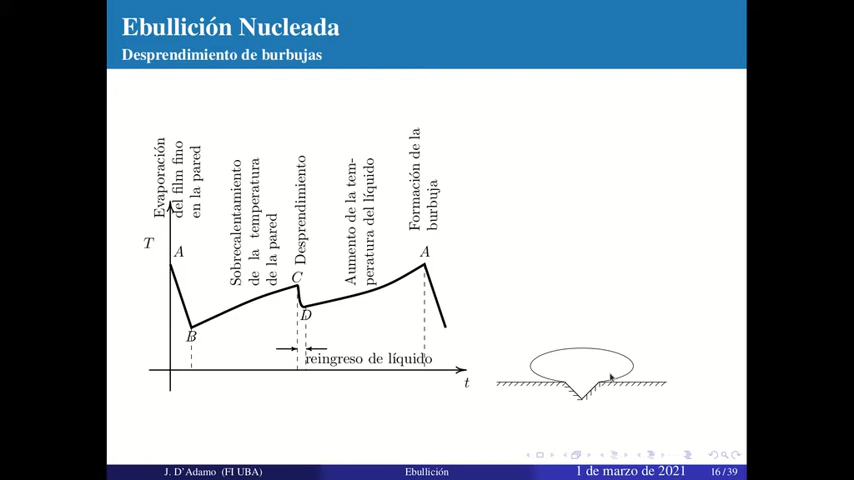 Ebullición Nucleada
Desprendimiento de burbujas
Evaporación
del film fino
en la pared
Sobrecalentamiento
de la temperatura
de la pared
Desprendimiento
Aumento de la tem-
peratura del líquido
Formación de la
burbuja
T
A
B
C
D
A
reingreso de líquido
t
J. D'Adamo (FI UBA)
Ebullición
1 de marzo de 2021
16 / 39